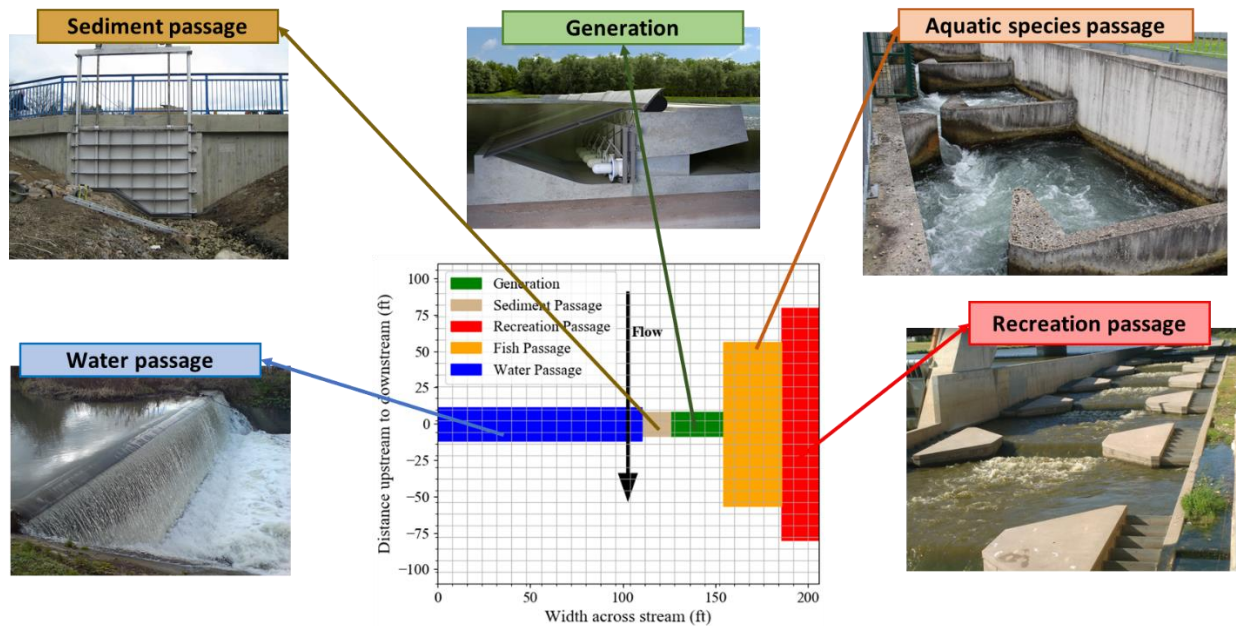 Sediment passage
Generation
Aquatic species passage
Water passage
Recreation passage
Generation
Sediment Passage
Recreation Passage
Fish Passage
Water Passage
Flow
Distance upstream to downstream (ft)
100
75
50
25
0
−25
−50
−75
−100
0
50
100
150
200
Width across stream (ft)